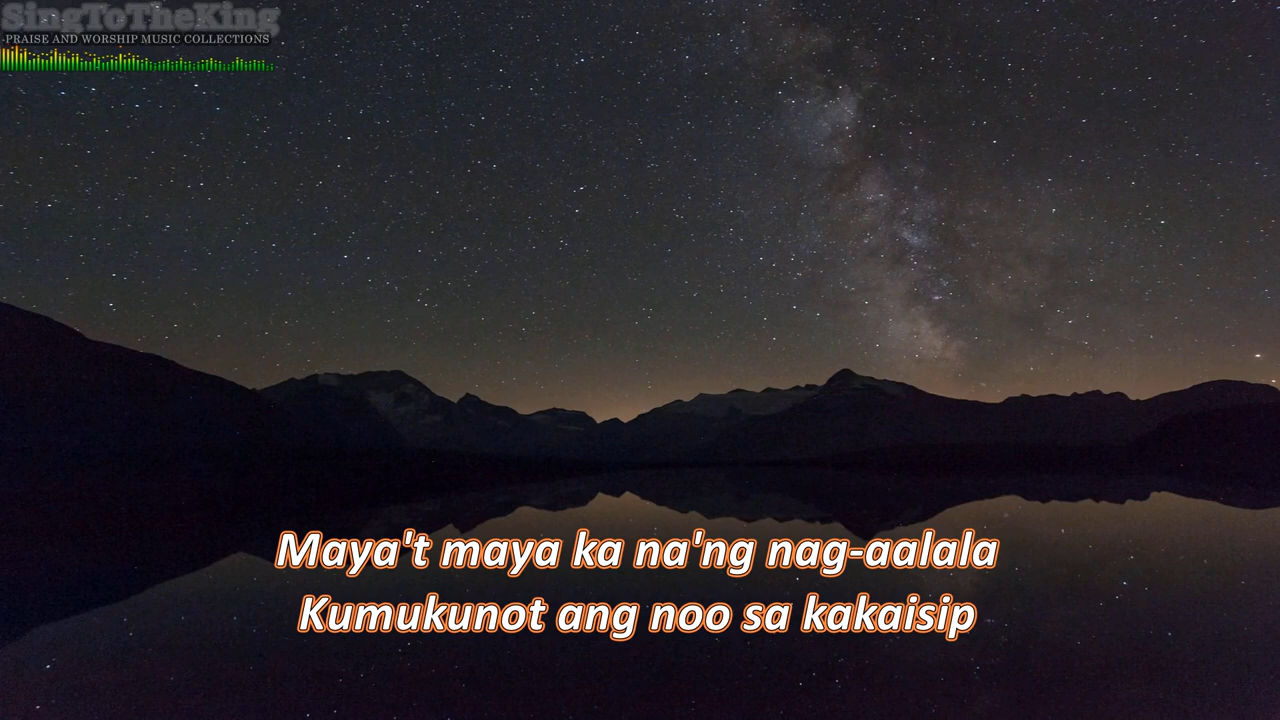 SingToTheKing
PRAISE AND WORSHIP MUSIC COLLECTIONS
Maya't maya ka na'ng nag-aalala
Kumukunot ang noo sa kakaisip